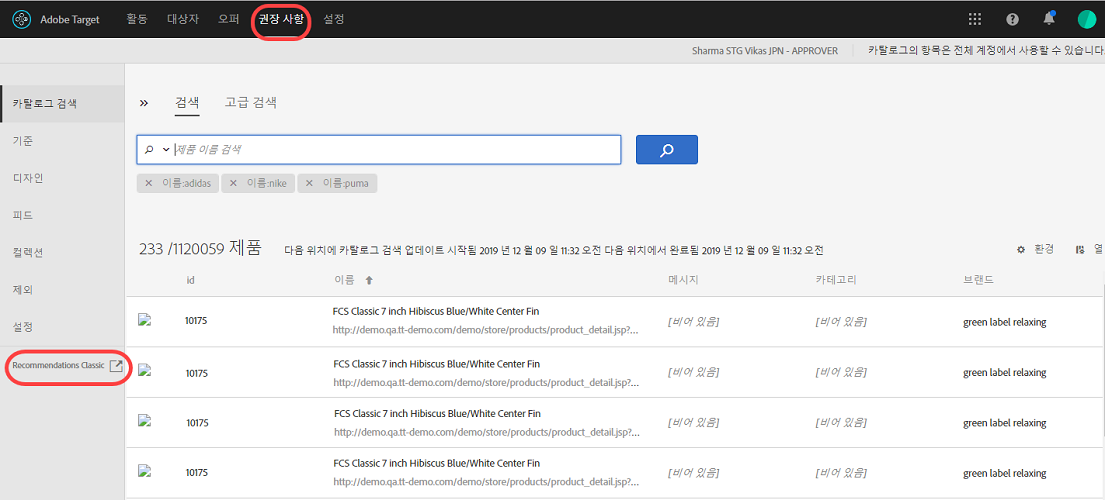 Adobe Target 활동 대상자 오퍼 권장 사항 설정
Sharma STG Vikas JPN - APPROVER 카탈로그의 항목은 전체 계정에서 사용할 수 있습니다.
카탈로그 검색
기준
디자인
피드
컬렉션
제외
설정
Recommendations Classic
검색 고급 검색
제품 이름 검색
이름:adidas 이름:nike 이름:puma
233 /1120059 제품 다음 위치에 카탈로그 검색 업데이트 시작됨 2019 년 12 월 09 일 11:32 오전 다음 위치에서 완료됨 2019 년 12 월 09 일 11:32 오전 환경 열
id 이름 메시지 카테고리 브랜드
10175 FCS Classic 7 inch Hibiscus Blue/White Center Fin [비어 있음] [비어 있음] green label relaxing
http://demo.qa.tt-demo.com/demo/store/products/product_detail.jsp?...
10175 FCS Classic 7 inch Hibiscus Blue/White Center Fin [비어 있음] [비어 있음] green label relaxing
http://demo.qa.tt-demo.com/demo/store/products/product_detail.jsp?...
10175 FCS Classic 7 inch Hibiscus Blue/White Center Fin [비어 있음] [비어 있음] green label relaxing
http://demo.qa.tt-demo.com/demo/store/products/product_detail.jsp?...
10175 FCS Classic 7 inch Hibiscus Blue/White Center Fin [비어 있음] [비어 있음] green label relaxing
http://demo.qa.tt-demo.com/demo/store/products/product_detail.jsp?...